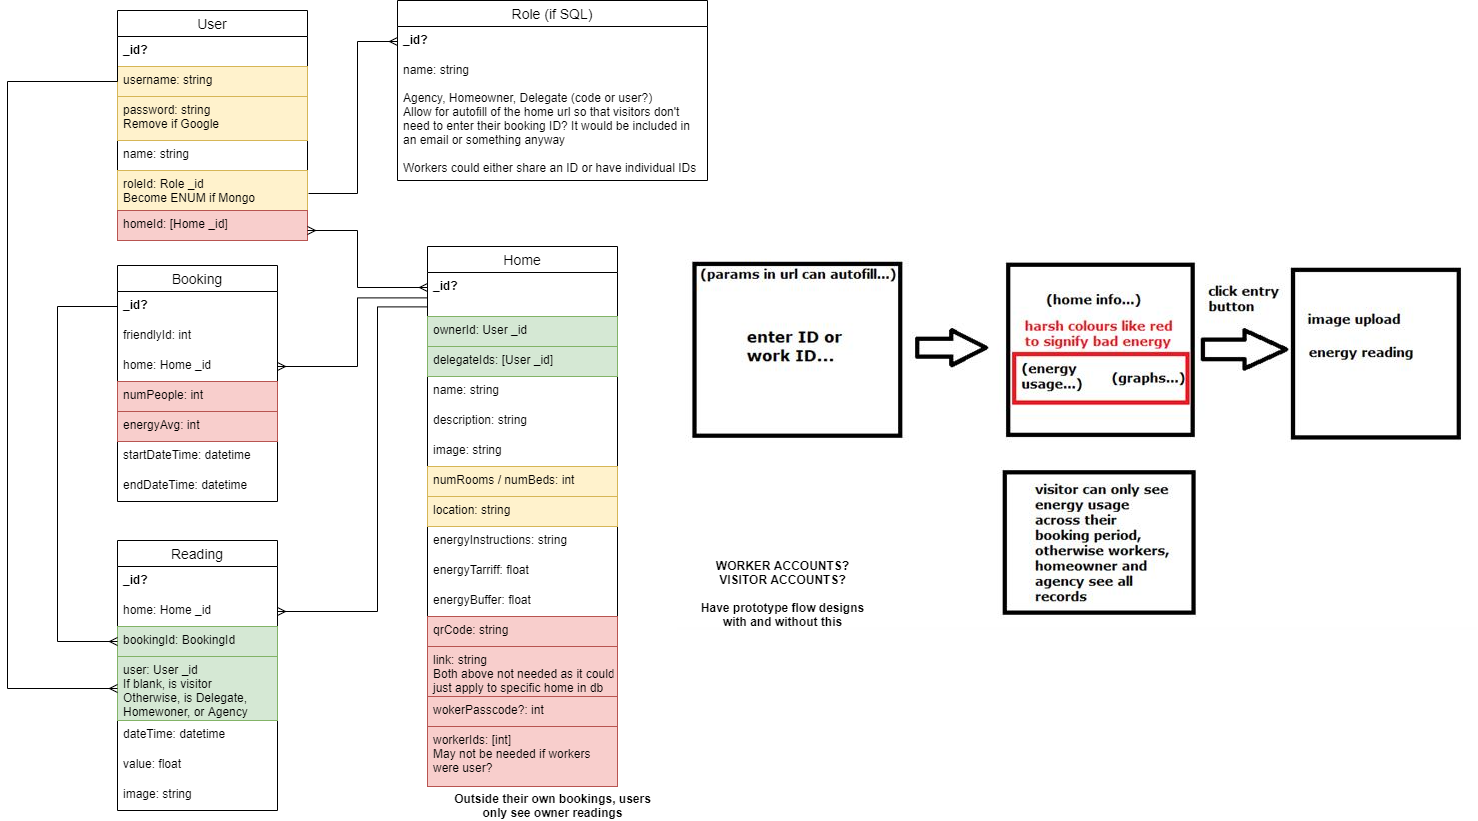 User
_id?
username: string
password: string
Remove if Google
name: string
roleId: Role _id
Become ENUM if Mongo
homeId: [Home _id]
Role (if SQL)
_id?
name: string
Agency, Homeowner, Delegate (code or user?)
Allow for autofill of the home url so that visitors don't
need to enter their booking ID? It would be included in
an email or something anyway
Workers could either share an ID or have individual IDs
Booking
_id?
friendlyId: int
home: Home _id
numPeople: int
energyAvg: int
startDateTime: datetime
endDateTime: datetime
Reading
_id?
home: Home _id
bookingId: BookingId
user: User _id
If blank, is visitor
Otherwise, is Delegate,
Homewoner, or Agency
dateTime: datetime
value: float
image: string
Home
_id?
ownerId: User _id
delegateIds: [User _id]
name: string
description: string
image: string
numRooms / numBeds: int
location: string
energyInstructions: string
energyTarriff: float
energyBuffer: float
qrCode: string
link: string
Both above not needed as it could
just apply to specific home in db
wokerPasscode?: int
workerIds: [int]
May not be needed if workers
were user?
Outside their own bookings, users
only see owner readings
(params in url can autofill...)
enter ID or
work ID...
(home info...)
harsh colours like red
to signify bad energy
(energy
usage...)
(graphs...)
click entry
button
image upload
energy reading
visitor can only see
energy usage
across their
booking period,
otherwise workers,
homeowner and
agency see all
records
WORKER ACCOUNTS?
VISITOR ACCOUNTS?
Have prototype flow designs
with and without this